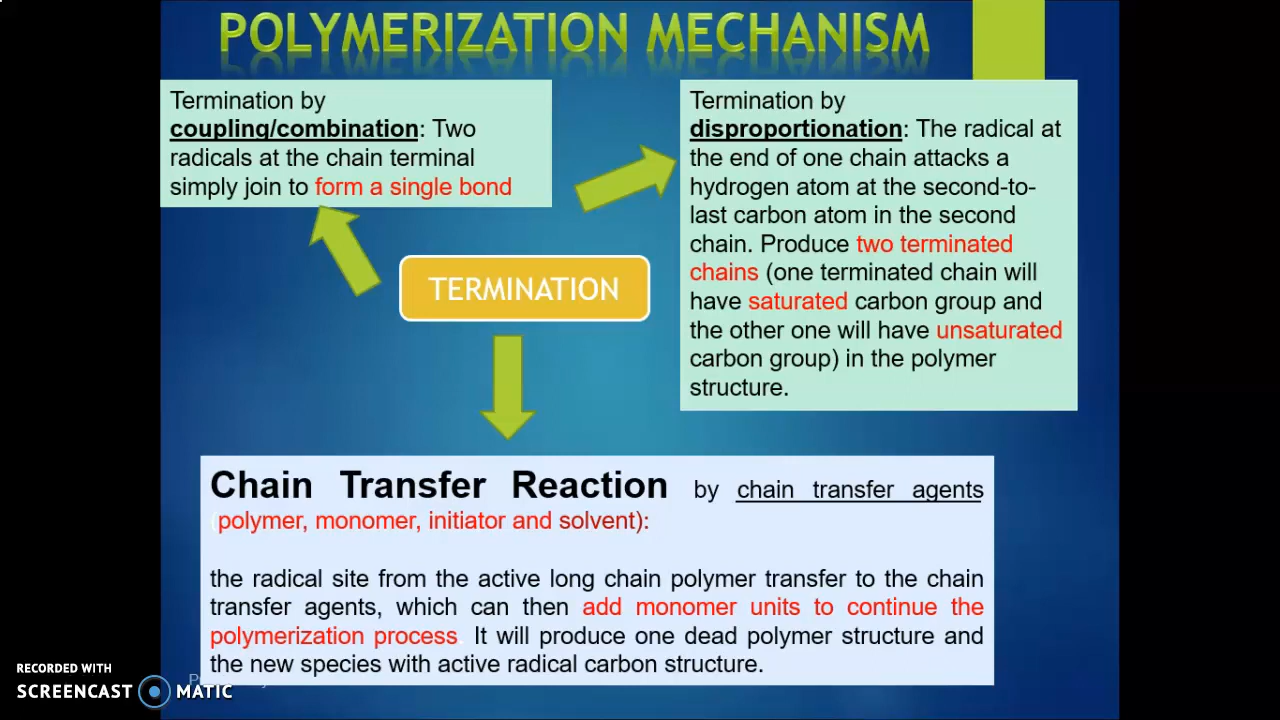 POLYMERIZATION MECHANISM
Termination by
coupling/combination: Two
radicals at the chain terminal
simply join to form a single bond
Termination by
disproportionation: The radical at
the end of one chain attacks a
hydrogen atom at the second-to-
last carbon atom in the second
chain. Produce two terminated
chains (one terminated chain will
have saturated carbon group and
the other one will have unsaturated
carbon group) in the polymer
structure.
TERMINATION
Chain Transfer Reaction by chain transfer agents
(polymer, monomer, initiator and solvent):
the radical site from the active long chain polymer transfer to the chain
transfer agents, which can then add monomer units to continue the
polymerization process. It will produce one dead polymer structure and
the new species with active radical carbon structure.
RECORDED WITH
SCREENCAST MATIC